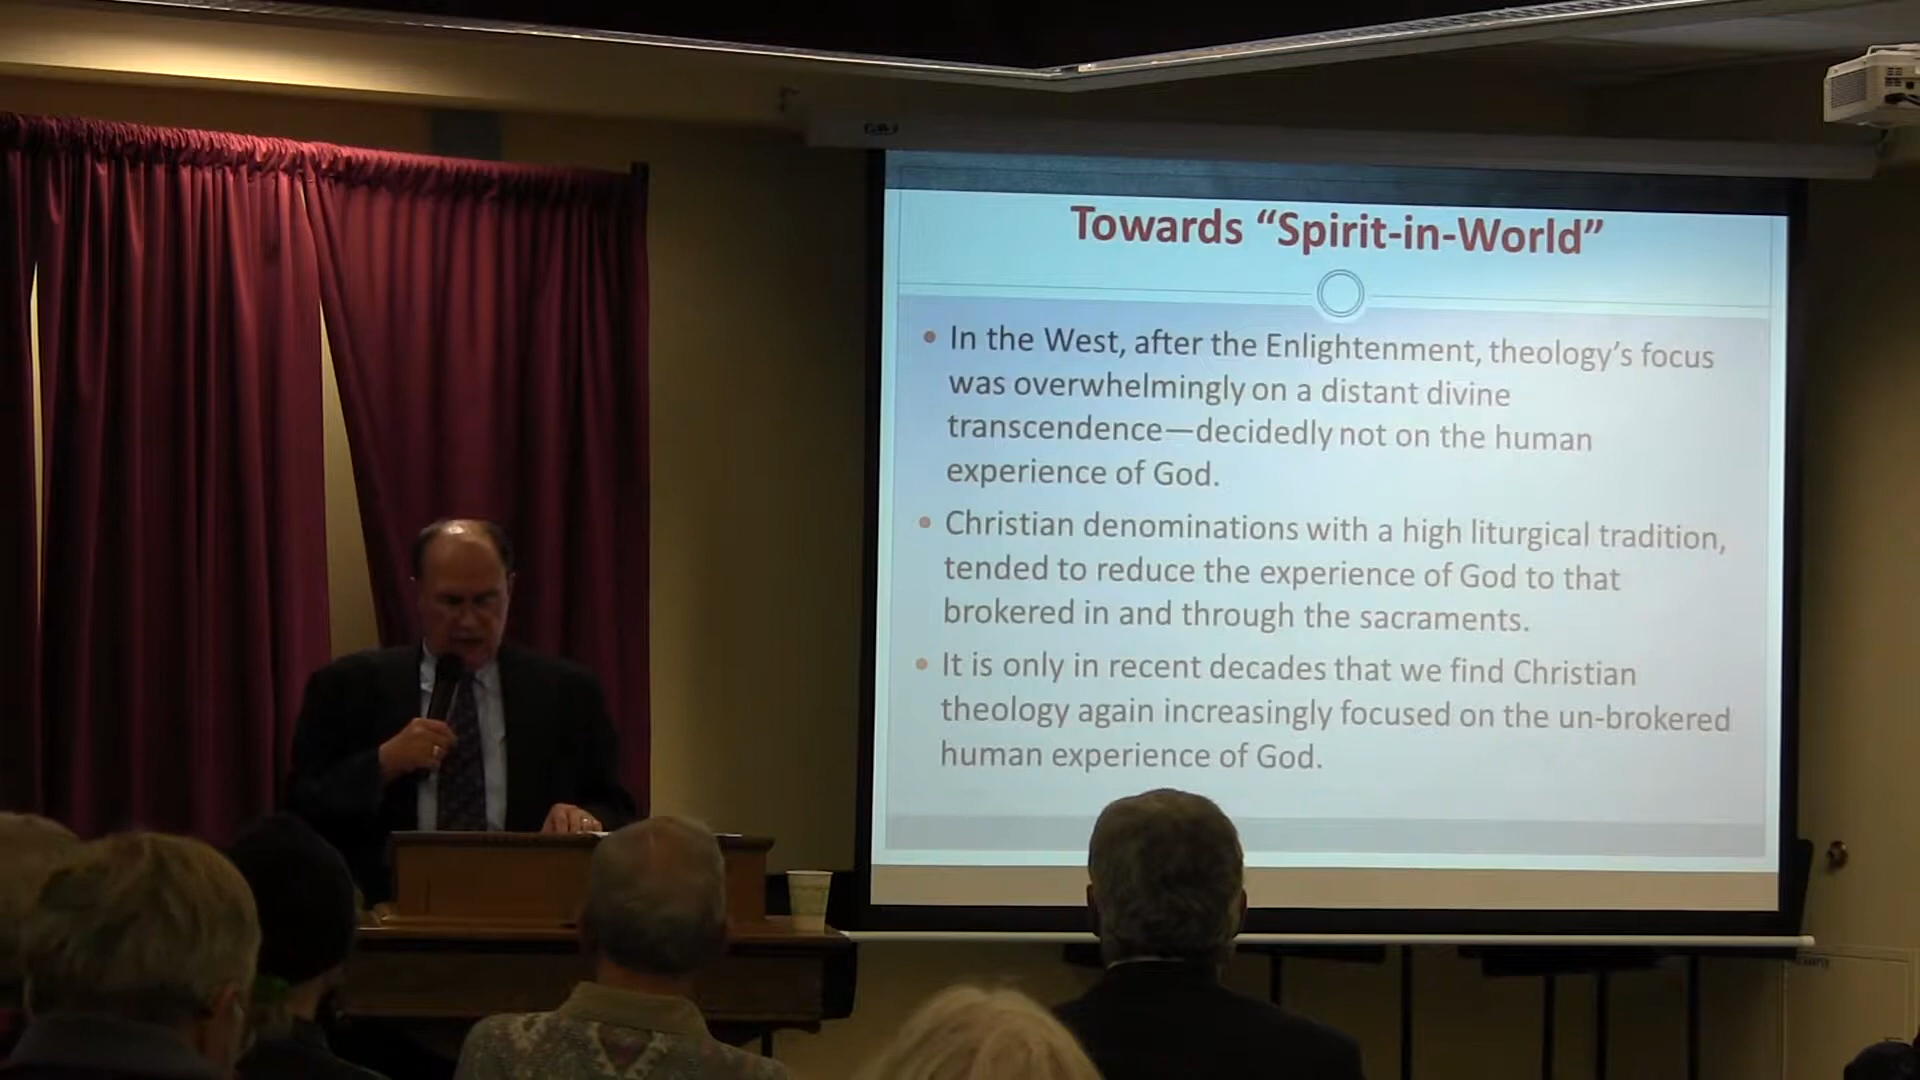 Towards “Spirit-in-World”
• In the West, after the Enlightenment, theology’s focus
was overwhelmingly on a distant divine
transcendence—decidedly not on the human
experience of God.
• Christian denominations with a high liturgical tradition,
tended to reduce the experience of God to that
brokered in and through the sacraments.
• It is only in recent decades that we find Christian
theology again increasingly focused on the un-brokered
human experience of God.